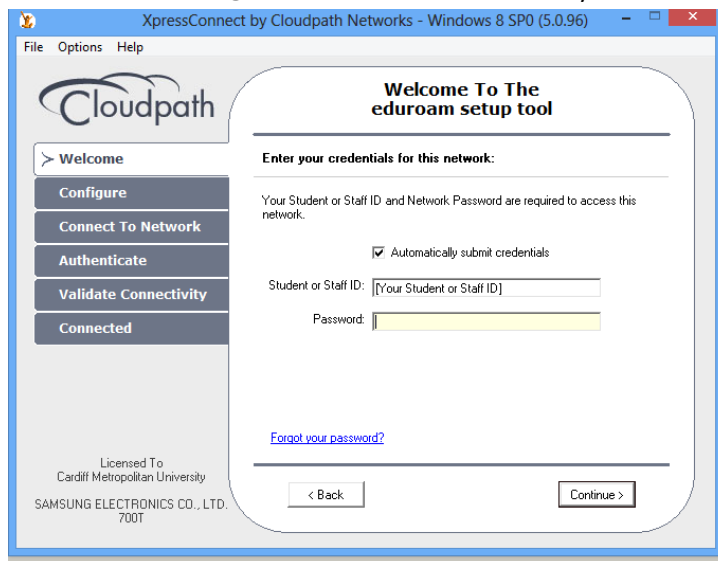 XpressConnect by Cloudpath Networks - Windows 8 SP0 (5.0.96)
File Options Help
Cloudpath
Welcome To The
eduroam setup tool
> Welcome
Configure
Connect To Network
Authenticate
Validate Connectivity
Connected
Enter your credentials for this network:
Your Student or Staff ID and Network Password are required to access this
network.
Automatically submit credentials
Student or Staff ID: [Your Student or Staff ID]
Password:
Forgot your password?
Licensed To
Cardiff Metropolitan University
SAMSUNG ELECTRONICS CO., LTD.
700T
< Back
Continue >